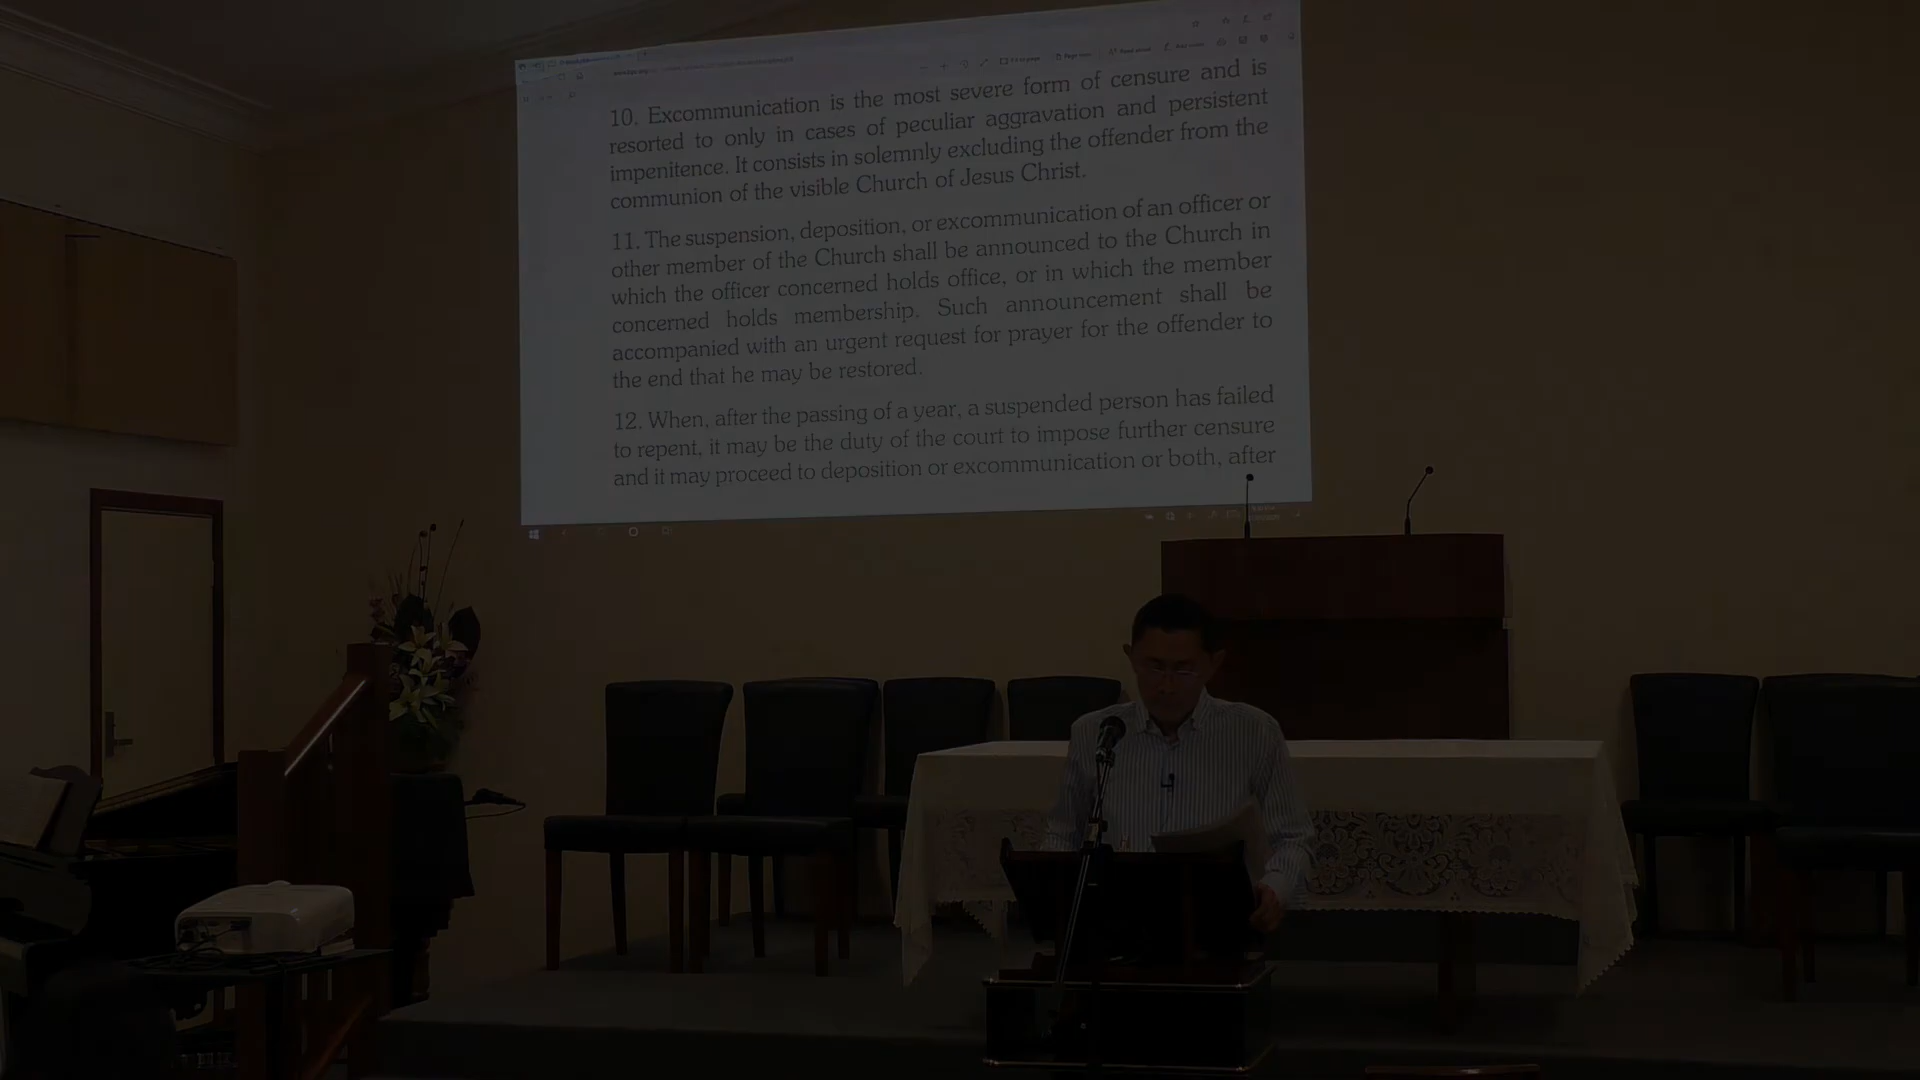 10. Excommunication is the most severe form of censure and is
resorted to only in cases of peculiar aggravation and persistent
impenitence. It consists in solemnly excluding the offender from the
communion of the visible Church of Jesus Christ.
11. The suspension, deposition, or excommunication of an officer or
other member of the Church shall be announced to the Church in
which the officer concerned holds office, or in which the member
concerned holds membership. Such announcement shall be
accompanied with an urgent request for prayer for the offender to
the end that he may be restored.
12. When, after the passing of a year, a suspended person has failed
to repent, it may be the duty of the court to impose further censure
and it may proceed to deposition or excommunication or both, after